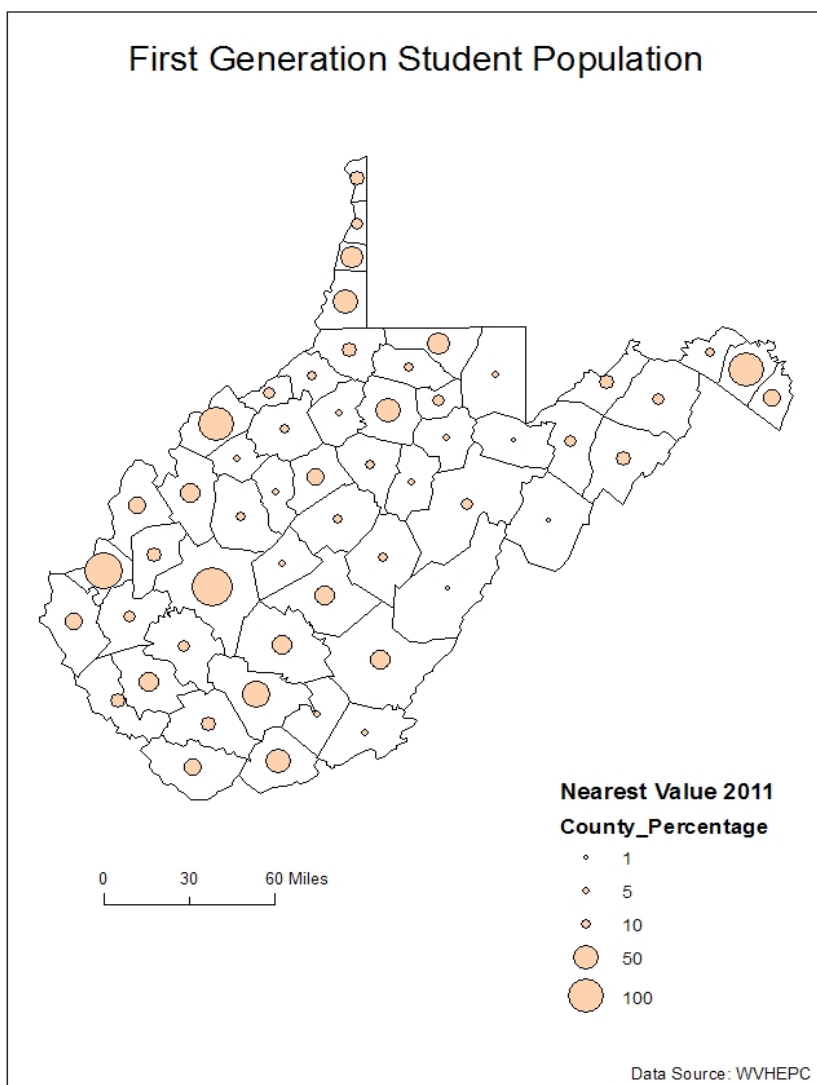 First Generation Student Population
Nearest Value 2011
County_Percentage
1
5
10
50
100
0 30 60 Miles
Data Source: WVHEPC